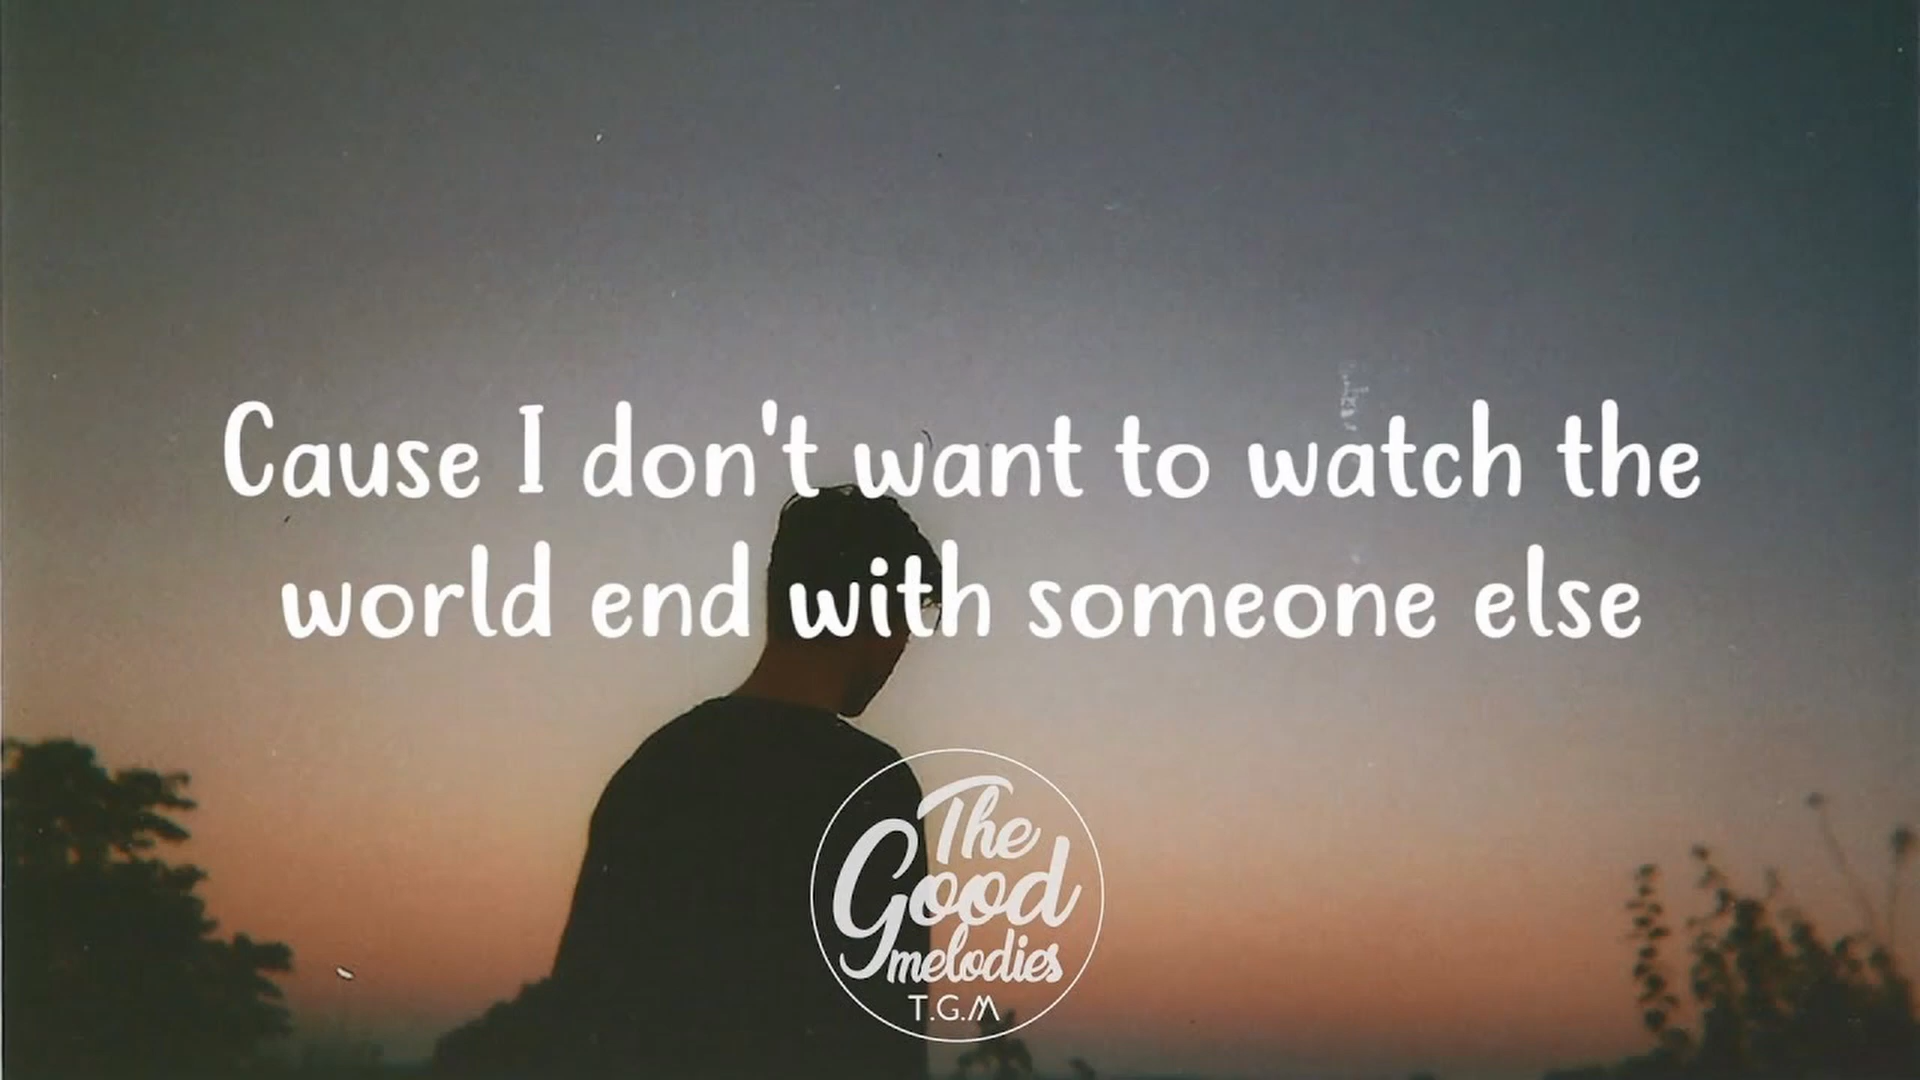 Cause I don't want to watch the
world end with someone else
The
Good
melodies
T.G.M